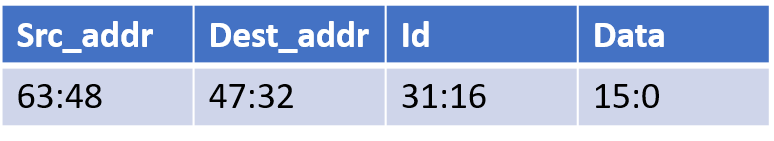 Src_addr Dest_addr Id Data
63:48 47:32 31:16 15:0